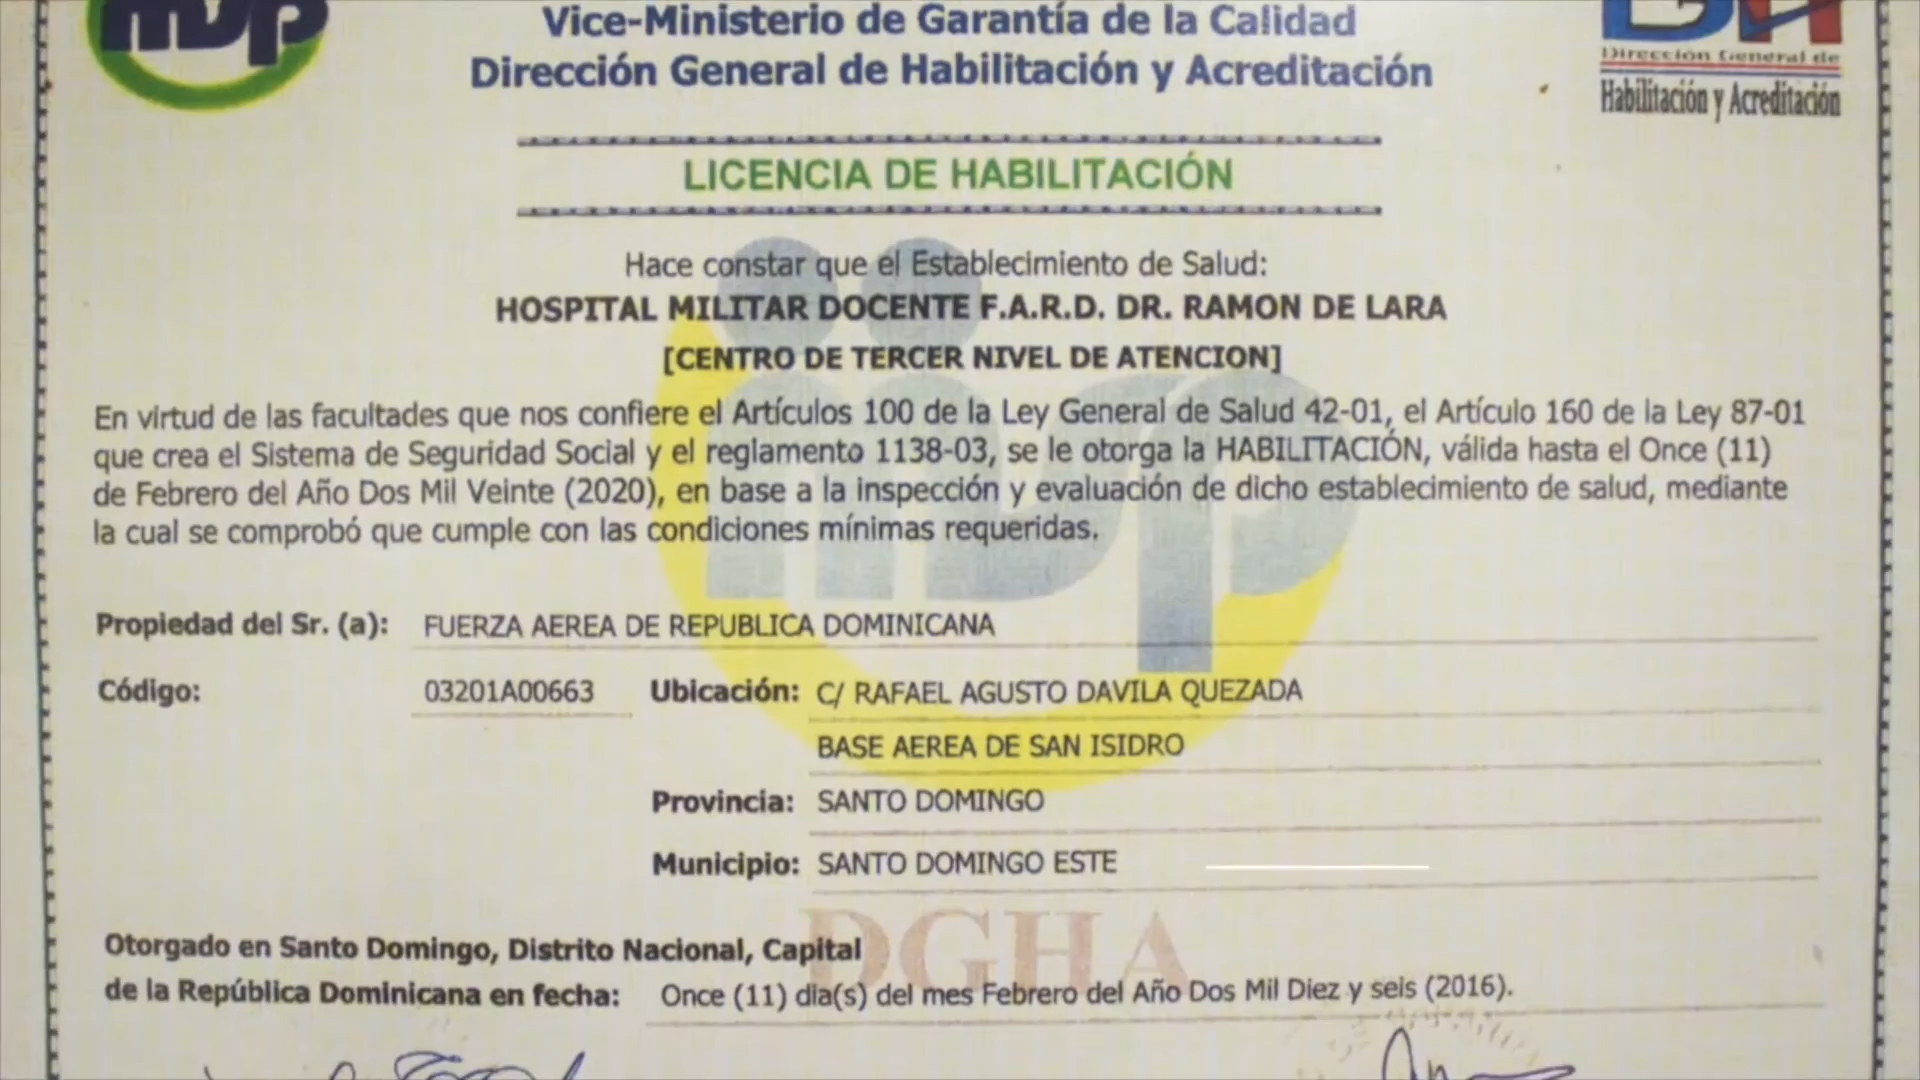 msp
Vice-Ministerio de Garantía de la Calidad
Dirección General de Habilitación y Acreditación
Dirección General de
Habilitación y Acreditación
LICENCIA DE HABILITACIÓN
Hace constar que el Establecimiento de Salud:
HOSPITAL MILITAR DOCENTE F.A.R.D. DR. RAMON DE LARA
[CENTRO DE TERCER NIVEL DE ATENCION]
En virtud de las facultades que nos confiere el Artículos 100 de la Ley General de Salud 42-01, el Artículo 160 de la Ley 87-01
que crea el Sistema de Seguridad Social y el reglamento 1138-03, se le otorga la HABILITACIÓN, válida hasta el Once (11)
de Febrero del Año Dos Mil Veinte (2020), en base a la inspección y evaluación de dicho establecimiento de salud, mediante
la cual se comprobó que cumple con las condiciones mínimas requeridas.
Propiedad del Sr. (a): FUERZA AEREA DE REPUBLICA DOMINICANA
Código: 03201A00663 Ubicación: C/ RAFAEL AGUSTO DAVILA QUEZADA
BASE AEREA DE SAN ISIDRO
Provincia: SANTO DOMINGO
Municipio: SANTO DOMINGO ESTE
DGHA
Otorgado en Santo Domingo, Distrito Nacional, Capital
de la República Dominicana en fecha: Once (11) dia(s) del mes Febrero del Año Dos Mil Diez y seis (2016).